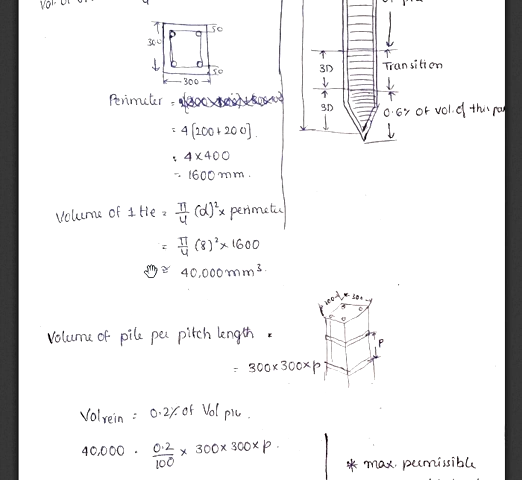 50
300
50
300
Perimeter =
= 4[200+200]
= 4 x 400
= 1600 mm.
Volume of 1 tie = π/4 (d)² x perimeter
= π/4 (8)² x 1600
≈ 40,000 mm³.
3D
Transition
3D
0.6% of vol. of this
Volume of pile per pitch length =
= 300 x 300 x p
300
P
Vol rein = 0.2% of Vol pile.
40,000 = 0.2/100 x 300 x 300 x p.
* max. permissible